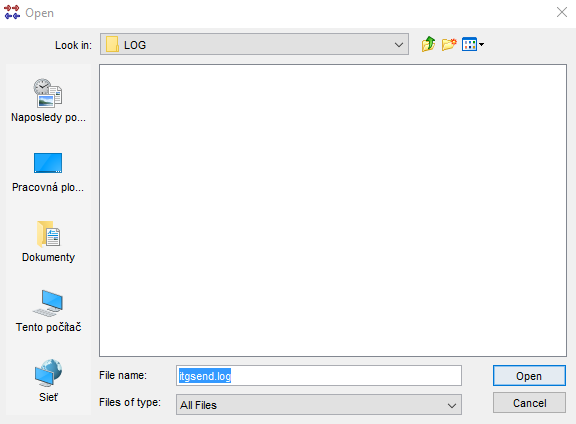 Open
Look in:
LOG
Naposledy po...
Pracovná plo...
Dokumenty
Tento počítač
Sieť
File name:
itgsend.log
Open
Files of type:
All Files
Cancel